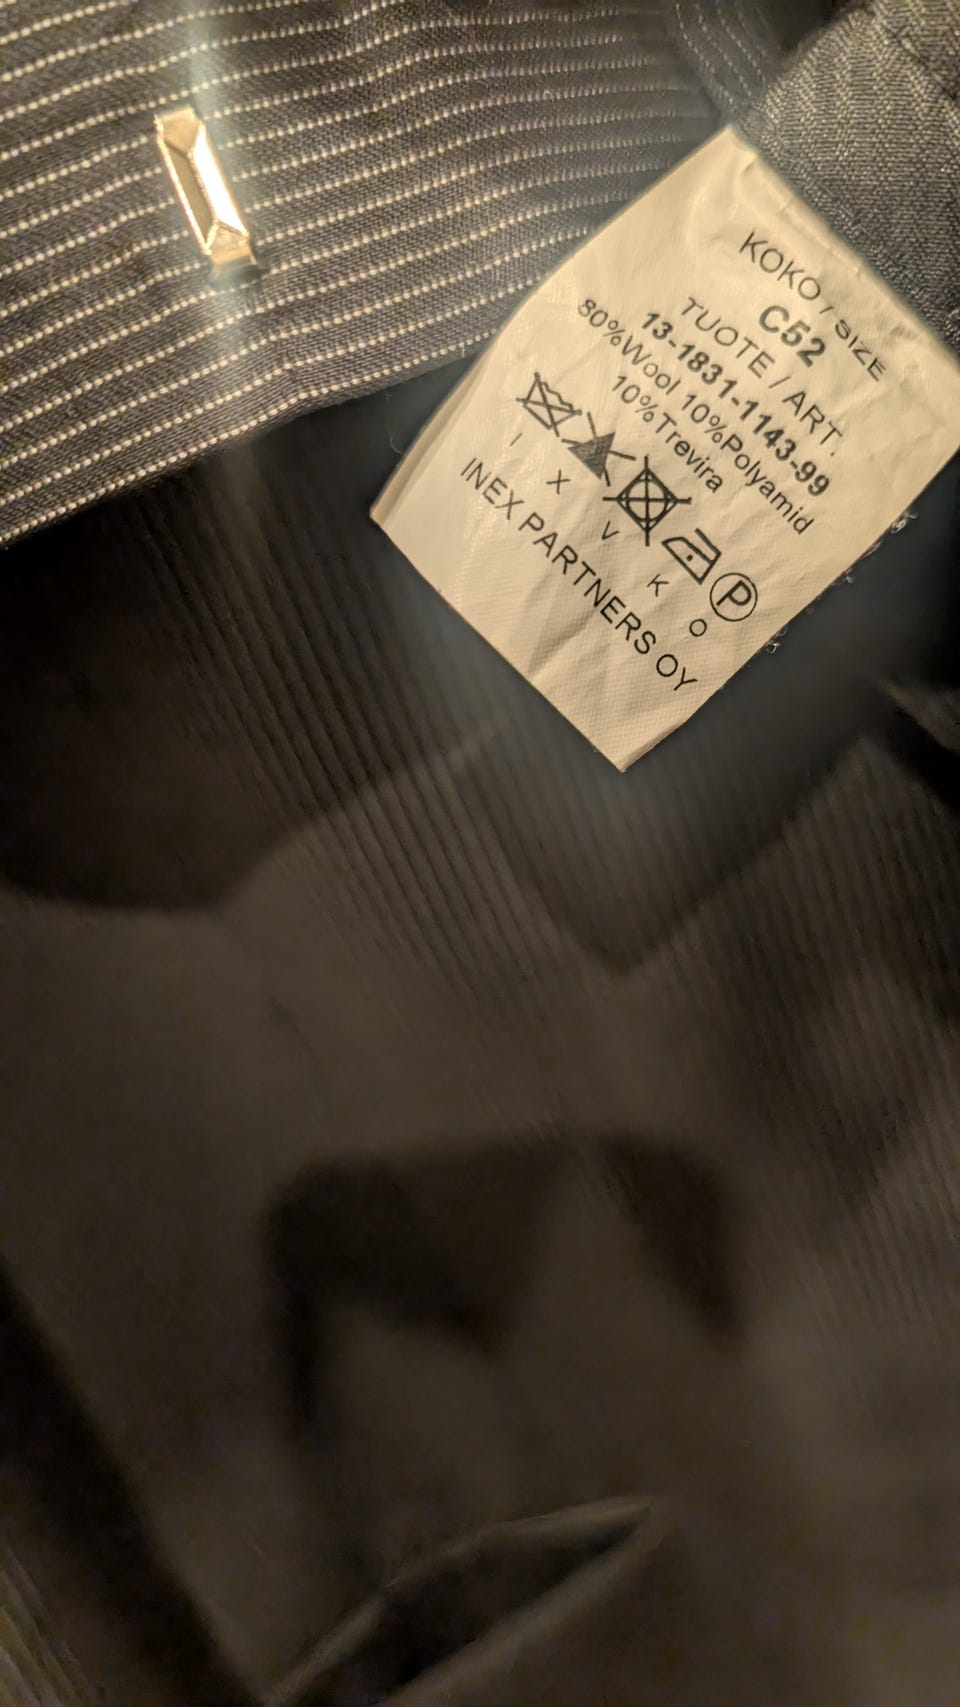 KOKO / SIZE
C52
TUOTE / ART.
13-1831-1143-99
80%Wool 10%Polyamid
10%Trevira
P
I X V K O
INEX PARTNERS OY